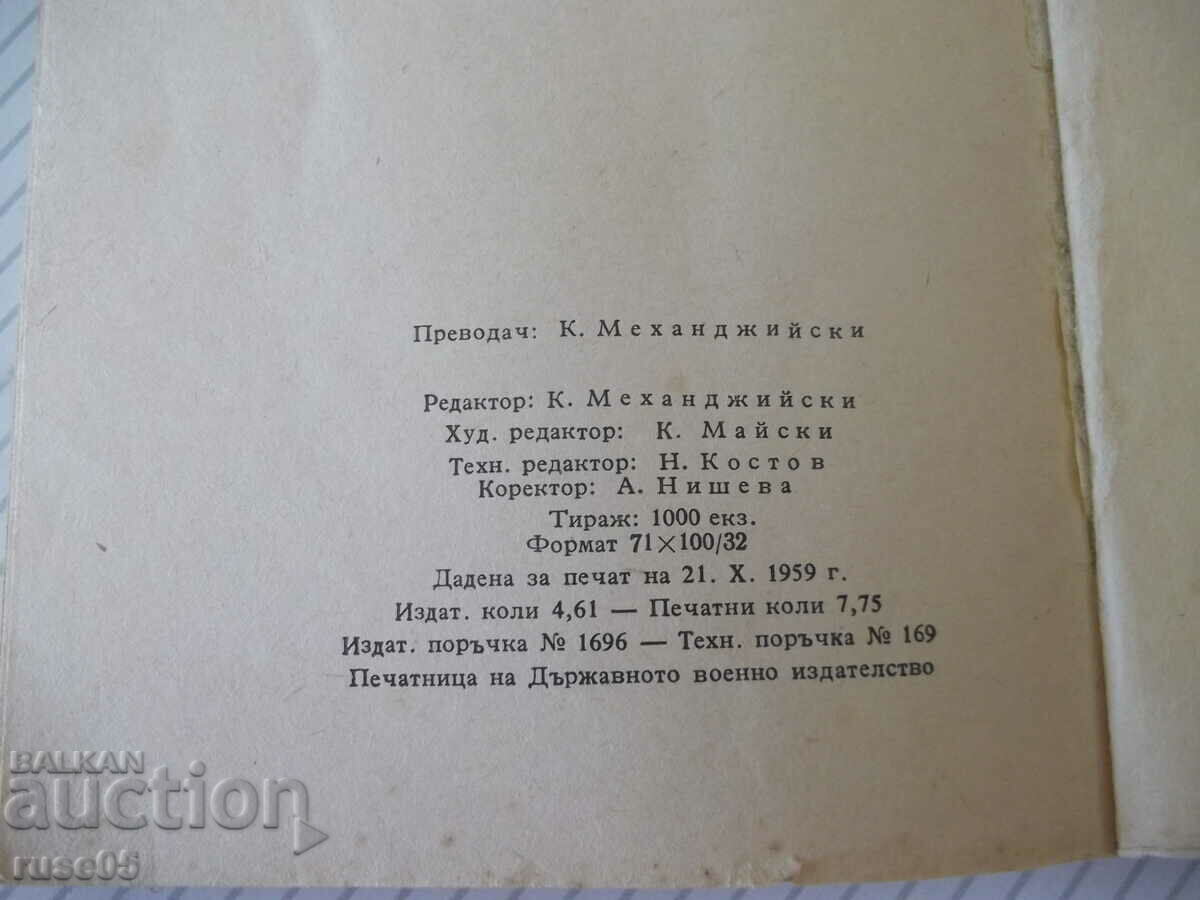 Преводач: К. Механджийски
Редактор: К. Механджийски
Худ. редактор: К. Майски
Техн. редактор: Н. Костов
Коректор: А. Нишева
Тираж: 1000 екз.
Формат 71×100/32
Дадена за печат на 21. X. 1959 г.
Издат. коли 4,61 — Печатни коли 7,75
Издат. поръчка № 1696 — Техн. поръчка № 169
Печатница на Държавното военно издателство
BALKAN
auction
ruse05